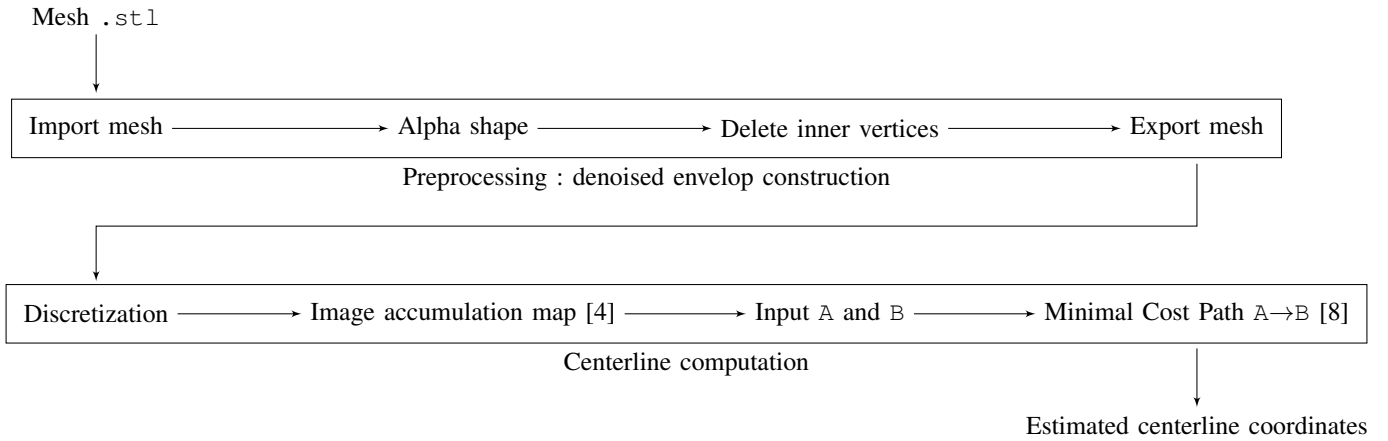 Mesh .stl
Import mesh Alpha shape Delete inner vertices Export mesh
Preprocessing : denoised envelop construction
Discretization Image accumulation map [4] Input A and B Minimal Cost Path A→B [8]
Centerline computation
Estimated centerline coordinates